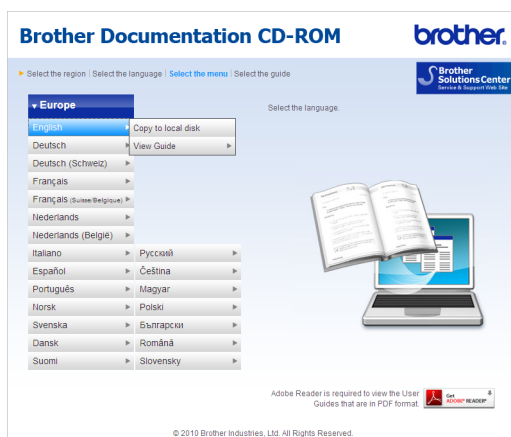 Brother Documentation CD-ROM
brother.
Select the region | Select the language | Select the menu | Select the guide
Brother
Solutions Center
Service & Support Web Site
Europe
Select the language.
English
Copy to local disk
Deutsch
View Guide
Deutsch (Schweiz)
Français
Français (Suisse/Belgique)
Nederlands
Nederlands (België)
Italiano
Русский
Español
Čeština
Português
Magyar
Norsk
Polski
Svenska
Български
Dansk
Română
Suomi
Slovensky
Adobe Reader is required to view the User
Guides that are in PDF format.
Get
ADOBE® READER®
© 2010 Brother Industries, Ltd. All Rights Reserved.